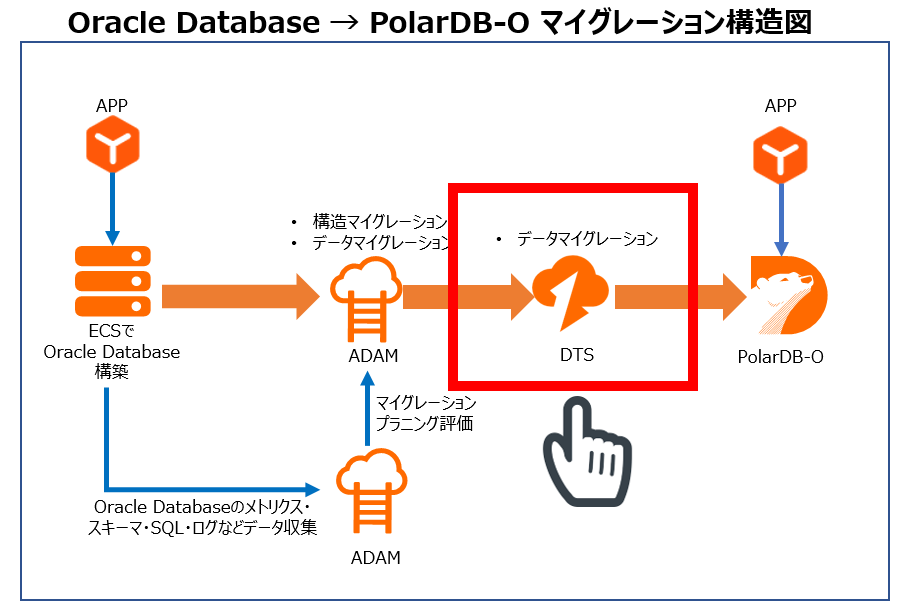 Oracle Database → PolarDB-O マイグレーション構造図
APP
APP
• 構造マイグレーション
• データマイグレーション
• データマイグレーション
ECSで
Oracle Database
構築
ADAM
DTS
PolarDB-O
マイグレーション
プラニング評価
Oracle Databaseのメトリクス・
スキーマ・SQL・ログなどデータ収集
ADAM